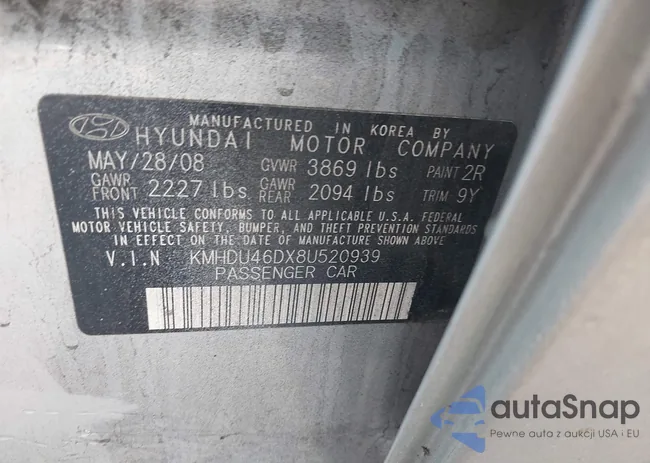 MANUFACTURED IN KOREA BY
HYUNDAI MOTOR COMPANY
MAY/28/08 GVWR 3869 lbs PAINT 2R
GAWR FRONT 2227 lbs GAWR REAR 2094 lbs TRIM 9Y
THIS VEHICLE CONFORMS TO ALL APPLICABLE U.S.A. FEDERAL
MOTOR VEHICLE SAFETY, BUMPER, AND THEFT PREVENTION STANDARDS
IN EFFECT ON THE DATE OF MANUFACTURE SHOWN ABOVE
V.I.N KMHDU46DX8U520939
PASSENGER CAR
autaSnap
Pewne auta z aukcji USA i EU